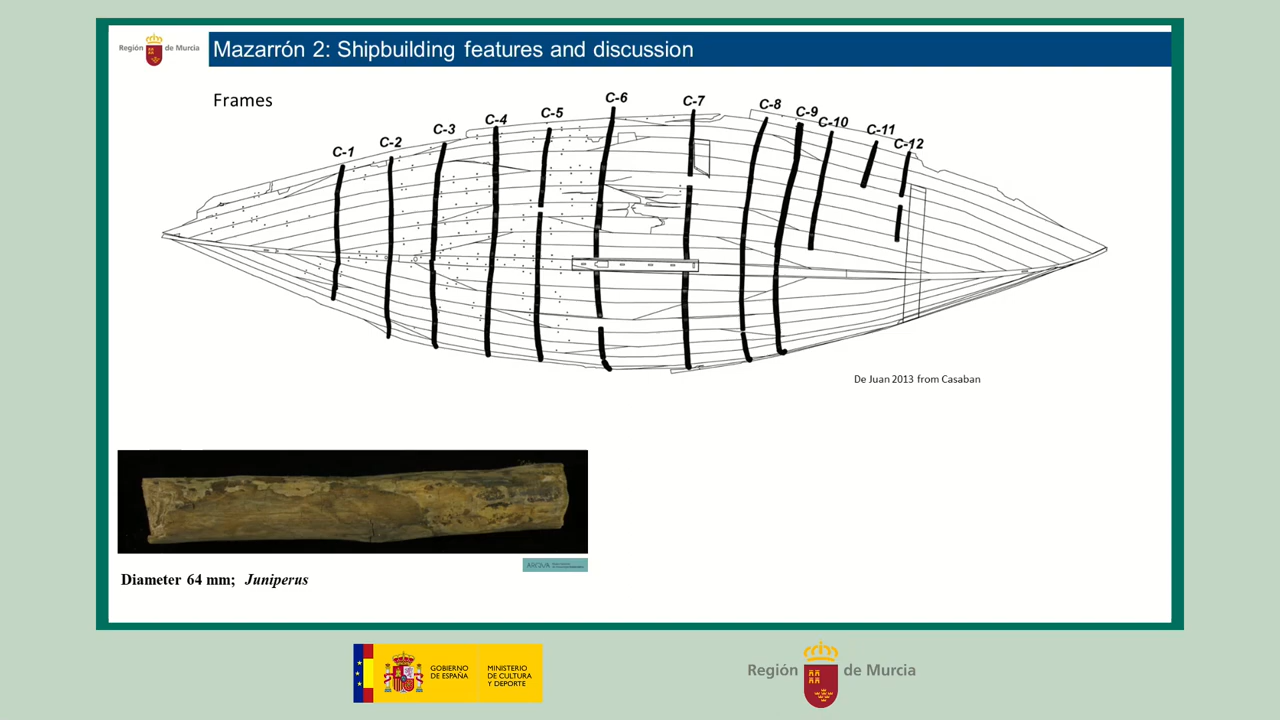 Región de Murcia
Mazarrón 2: Shipbuilding features and discussion
Frames
C-1
C-2
C-3
C-4
C-5
C-6
C-7
C-8
C-9
C-10
C-11
C-12
De Juan 2013 from Casaban
ARQVA
Diameter 64 mm; Juniperus
GOBIERNO DE ESPAÑA
MINISTERIO DE CULTURA Y DEPORTE
Región de Murcia